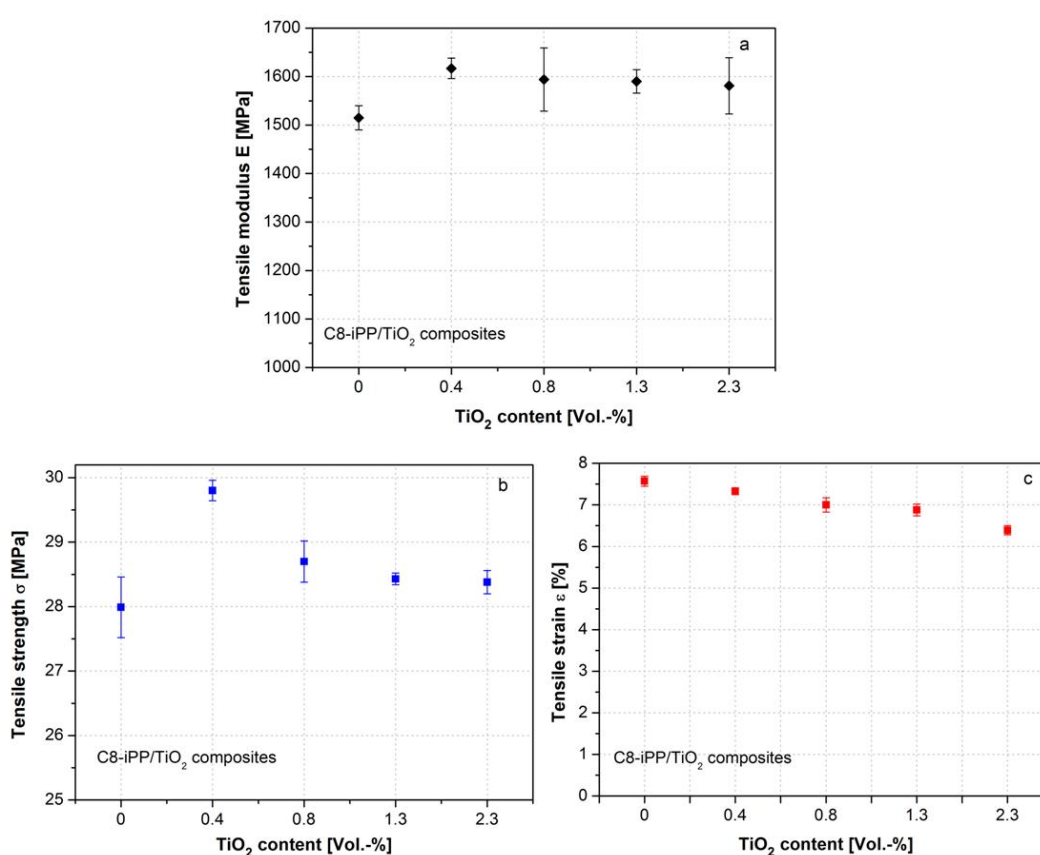 a
1700
1600
1500
1400
1300
1200
1100
1000
Tensile modulus E [MPa]
C8-iPP/TiO₂ composites
0 0.4 0.8 1.3 2.3
TiO₂ content [Vol.-%]
b
30
29
28
27
26
25
Tensile strength σ [MPa]
C8-iPP/TiO₂ composites
0 0.4 0.8 1.3 2.3
TiO₂ content [Vol.-%]
c
8
7
6
5
4
3
2
1
0
Tensile strain ε [%]
C8-iPP/TiO₂ composites
0 0.4 0.8 1.3 2.3
TiO₂ content [Vol.-%]